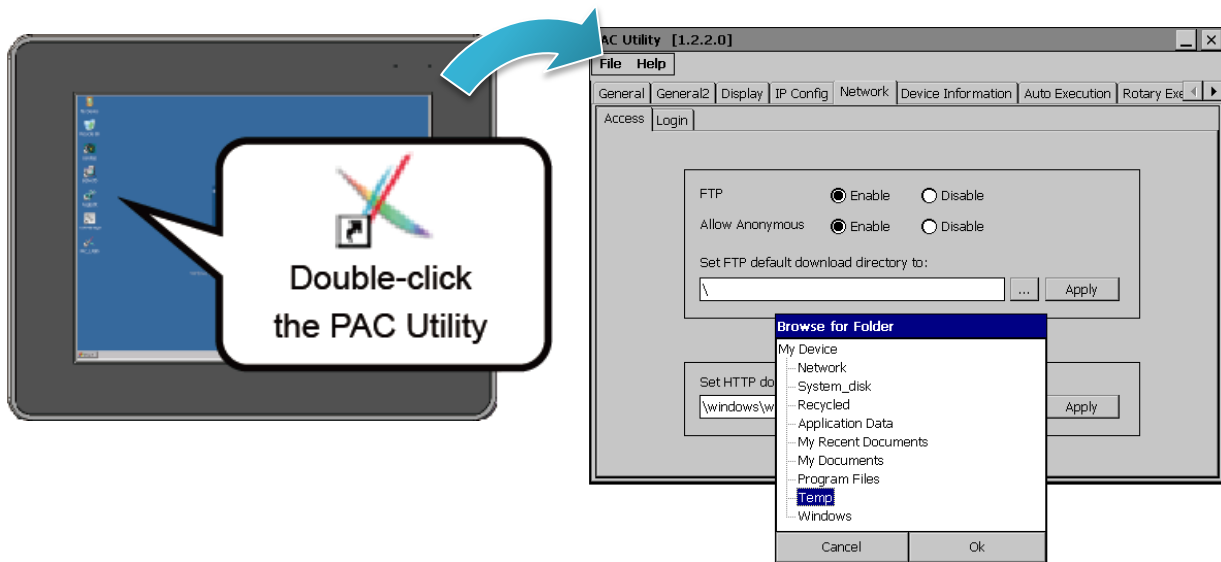 Double-click
the PAC Utility
AC Utility [1.2.2.0]
File Help
General General2 Display IP Config Network Device Information Auto Execution Rotary Exe
Access Login
FTP Enable Disable
Allow Anonymous Enable Disable
Set FTP default download directory to:
\ ... Apply
Browse for Folder
My Device
Network
System_disk
Recycled
Application Data
My Recent Documents
My Documents
Program Files
Temp
Windows
Cancel Ok
Set HTTP do
\windows\w Apply